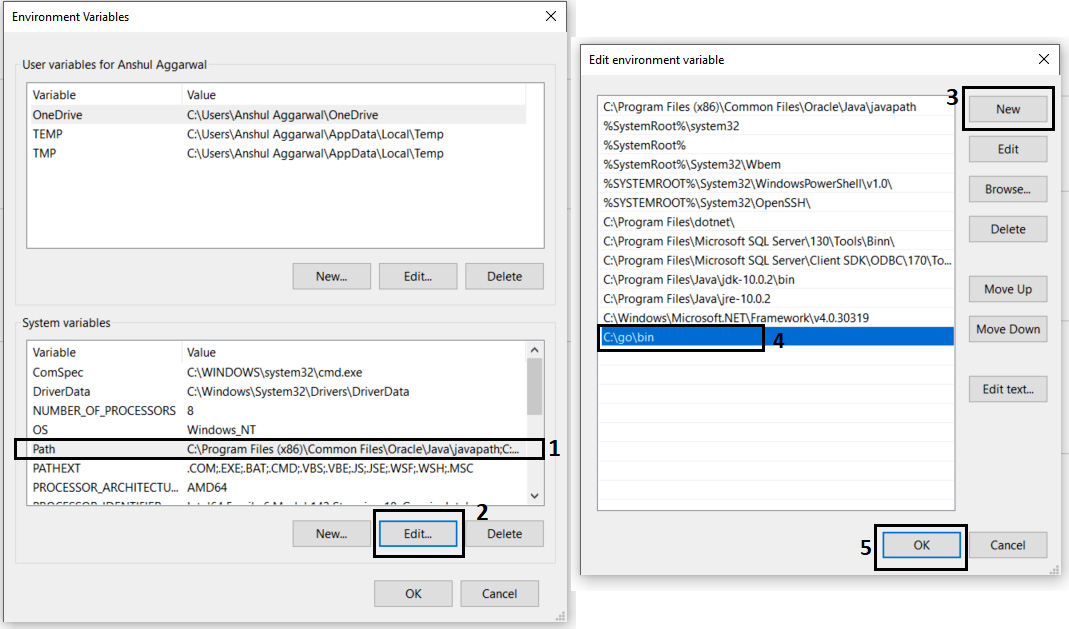 Environment Variables
User variables for Anshul Aggarwal
Variable Value
OneDrive C:\Users\Anshul Aggarwal\OneDrive
TEMP C:\Users\Anshul Aggarwal\AppData\Local\Temp
TMP C:\Users\Anshul Aggarwal\AppData\Local\Temp
New... Edit... Delete
System variables
Variable Value
ComSpec C:\WINDOWS\system32\cmd.exe
DriverData C:\Windows\System32\Drivers\DriverData
NUMBER_OF_PROCESSORS 8
OS Windows_NT
Path C:\Program Files (x86)\Common Files\Oracle\Java\javapath;C:...
1
PATHEXT .COM;.EXE;.BAT;.CMD;.VBS;.VBE;.JS;.JSE;.WSF;.WSH;.MSC
PROCESSOR_ARCHITECTU... AMD64
2
New... Edit... Delete
OK Cancel
Edit environment variable
C:\Program Files (x86)\Common Files\Oracle\Java\javapath
%SystemRoot%\system32
%SystemRoot%
%SystemRoot%\System32\Wbem
%SYSTEMROOT%\System32\WindowsPowerShell\v1.0\
%SYSTEMROOT%\System32\OpenSSH\
C:\Program Files\dotnet\
C:\Program Files\Microsoft SQL Server\130\Tools\Binn\
C:\Program Files\Microsoft SQL Server\Client SDK\ODBC\170\To...
C:\Program Files\Java\jdk-10.0.2\bin
C:\Program Files\Java\jre-10.0.2
C:\Windows\Microsoft.NET\Framework\v4.0.30319
C:\go\bin
4
3
New
Edit
Browse...
Delete
Move Up
Move Down
Edit text...
5
OK Cancel